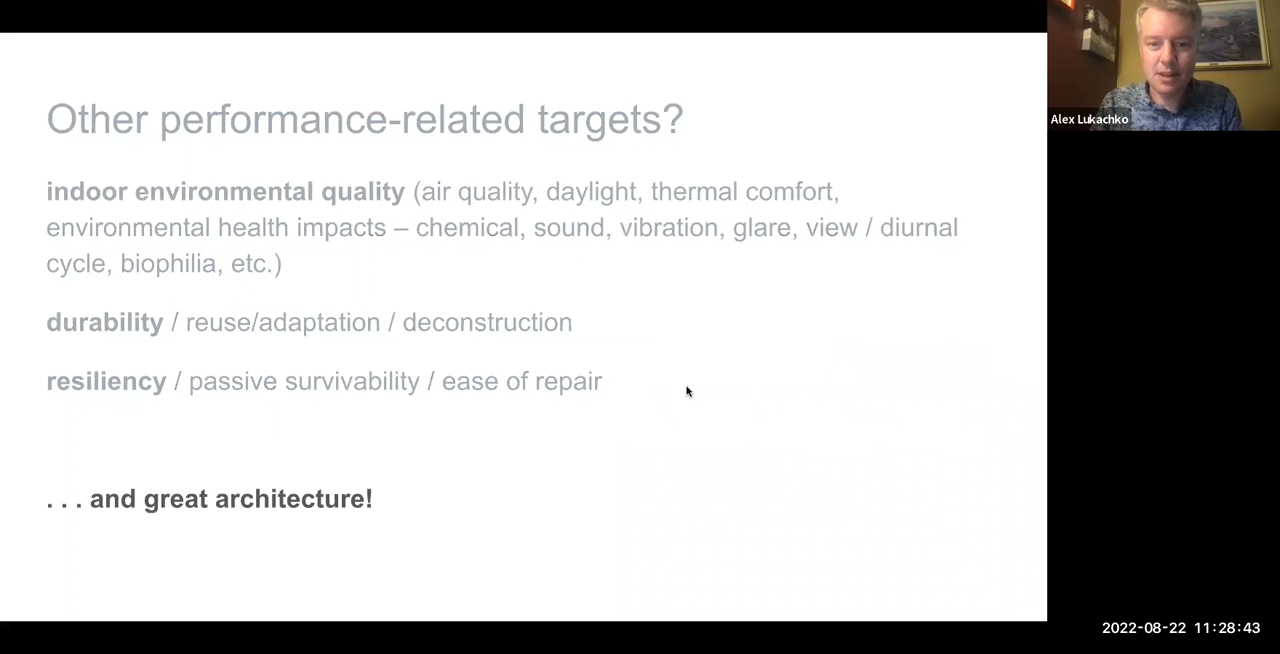 Other performance-related targets?
indoor environmental quality (air quality, daylight, thermal comfort,
environmental health impacts – chemical, sound, vibration, glare, view / diurnal
cycle, biophilia, etc.)
durability / reuse/adaptation / deconstruction
resiliency / passive survivability / ease of repair
. . . and great architecture!
Alex Lukachko
2022-08-22 11:28:43